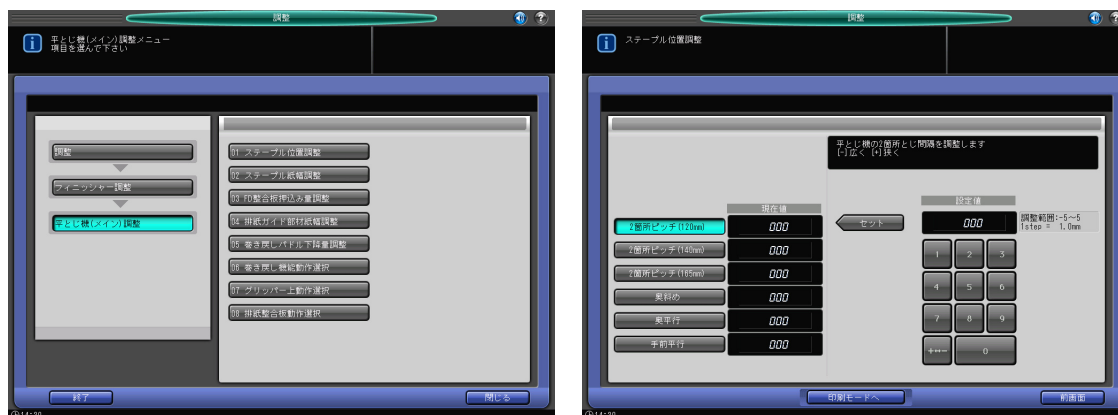 調整
平とじ機(メイン)調整メニュー
項目を選んで下さい
調整
フィニッシャー調整
平とじ機(メイン)調整
01 ステープル位置調整
02 ステープル紙幅調整
03 FD整合板押込み量調整
04 排紙ガイド部材紙幅調整
05 巻き戻しパドル下降量調整
06 巻き戻し機能動作選択
07 グリッパー上動作選択
08 排紙整合板動作選択
終了
閉じる
14:30
調整
ステープル位置調整
平とじ機の2箇所とじ間隔を調整します
[-]広く [+]狭く
現在値
設定値
2箇所ピッチ(120mm)
000
セット
000
調整範囲:-5~5
1step = 1.0mm
2箇所ピッチ(140mm)
000
1
2
3
2箇所ピッチ(165mm)
000
奥斜め
000
4
5
6
奥平行
000
7
8
9
手前平行
000
+↔-
0
印刷モードへ
前画面
14:30